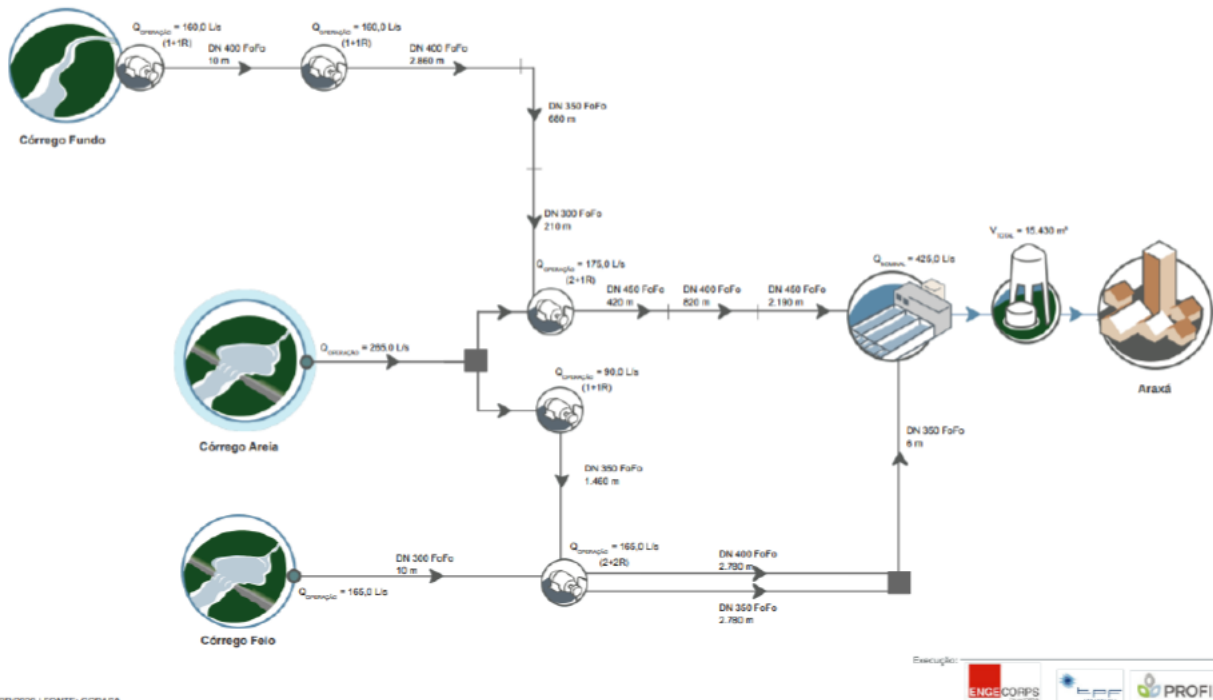 Q OPERAÇÃO = 160,0 L/s
(1+1R)
DN 400 FoFo
10 m
Q OPERAÇÃO = 160,0 L/s
(1+1R)
DN 400 FoFo
2.860 m
Córrego Fundo
DN 350 FoFo
660 m
DN 300 FoFo
210 m
Q OPERAÇÃO = 175,0 L/s
(2+1R)
DN 450 FoFo
420 m
DN 400 FoFo
820 m
DN 450 FoFo
2.190 m
Q NOMINAL = 425,0 L/s
V TOTAL = 15.430 m³
Araxá
Q OPERAÇÃO = 265,0 L/s
Córrego Areia
Q OPERAÇÃO = 90,0 L/s
(1+1R)
DN 350 FoFo
1.460 m
DN 350 FoFo
6 m
DN 300 FoFo
10 m
Q OPERAÇÃO = 165,0 L/s
Córrego Feio
Q OPERAÇÃO = 165,0 L/s
(2+2R)
DN 400 FoFo
2.780 m
DN 350 FoFo
2.780 m
Execução:
ENGECORPS
PROFI